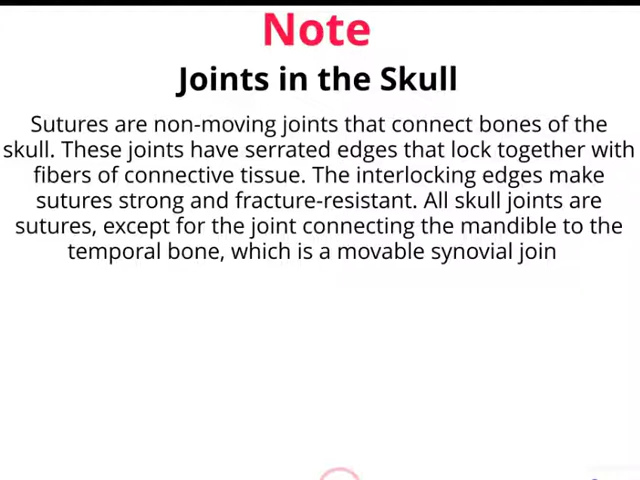 Note
Joints in the Skull
Sutures are non-moving joints that connect bones of the
skull. These joints have serrated edges that lock together with
fibers of connective tissue. The interlocking edges make
sutures strong and fracture-resistant. All skull joints are
sutures, except for the joint connecting the mandible to the
temporal bone, which is a movable synovial join